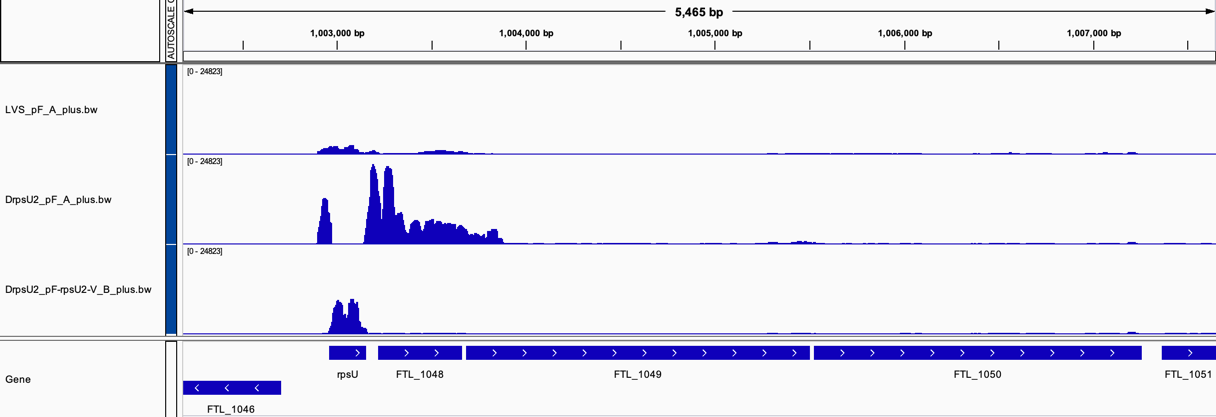 AUTOSCALE
5,465 bp
1,003,000 bp 1,004,000 bp 1,005,000 bp 1,006,000 bp 1,007,000 bp
[0 - 24823]
LVS_pF_A_plus.bw
[0 - 24823]
DrpsU2_pF_A_plus.bw
[0 - 24823]
DrpsU2_pF-rpsU2-V_B_plus.bw
Gene
rpsU FTL_1048 FTL_1049 FTL_1050 FTL_1051
FTL_1046